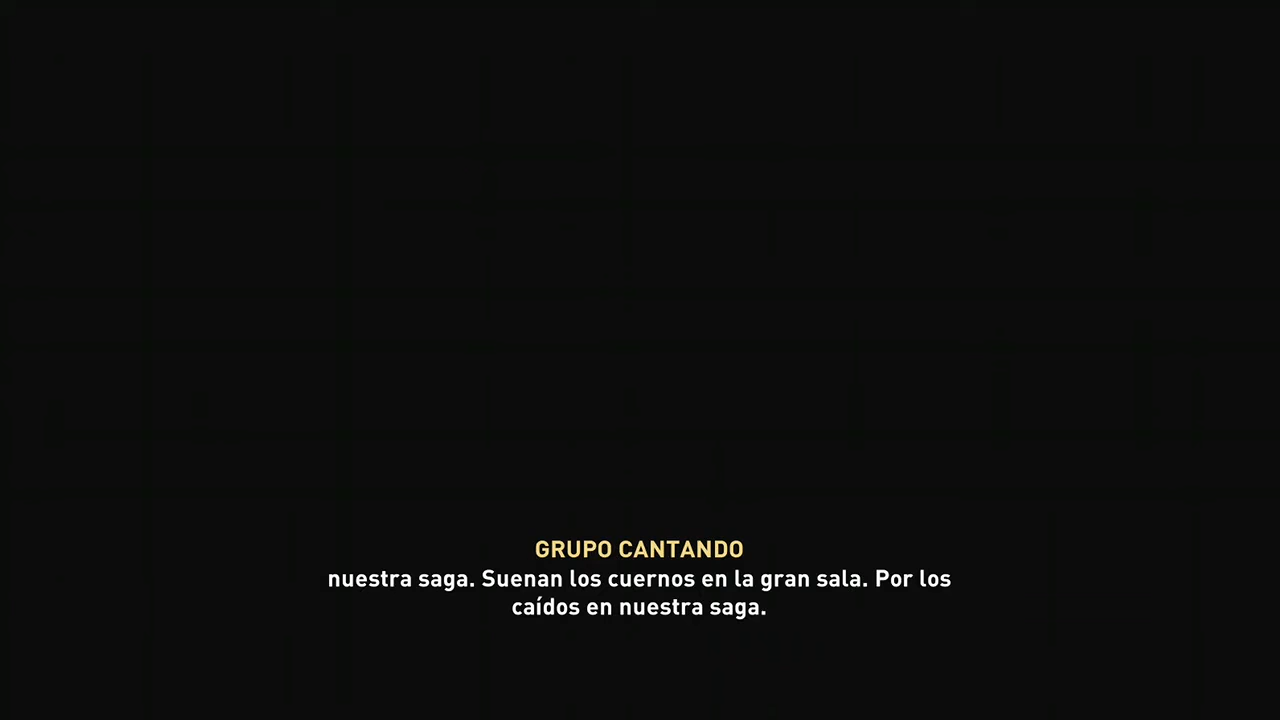 GRUPO CANTANDO
nuestra saga. Suenan los cuernos en la gran sala. Por los
caídos en nuestra saga.